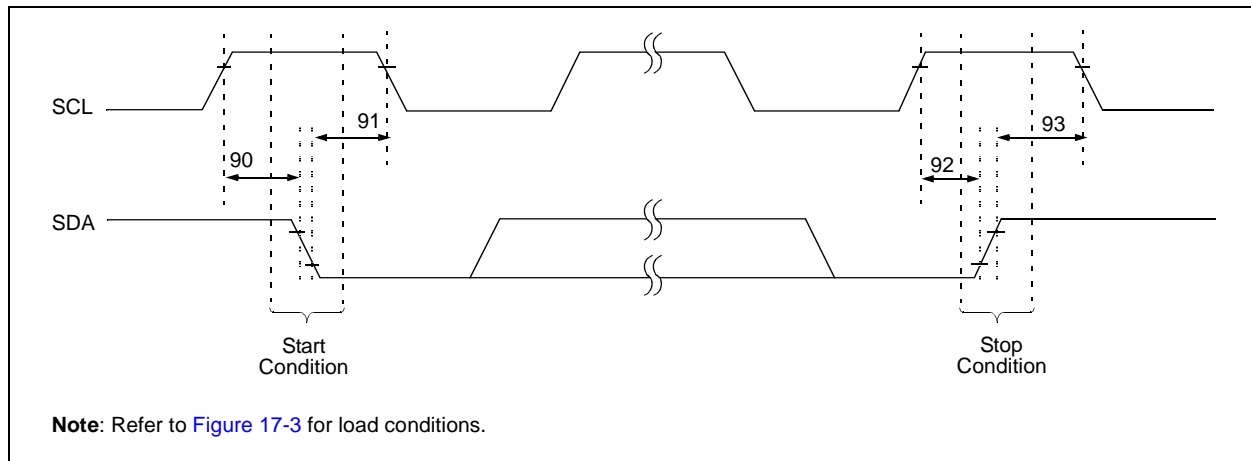 SCL
91
93
90
92
SDA
Start
Condition
Stop
Condition
Note: Refer to Figure 17-3 for load conditions.